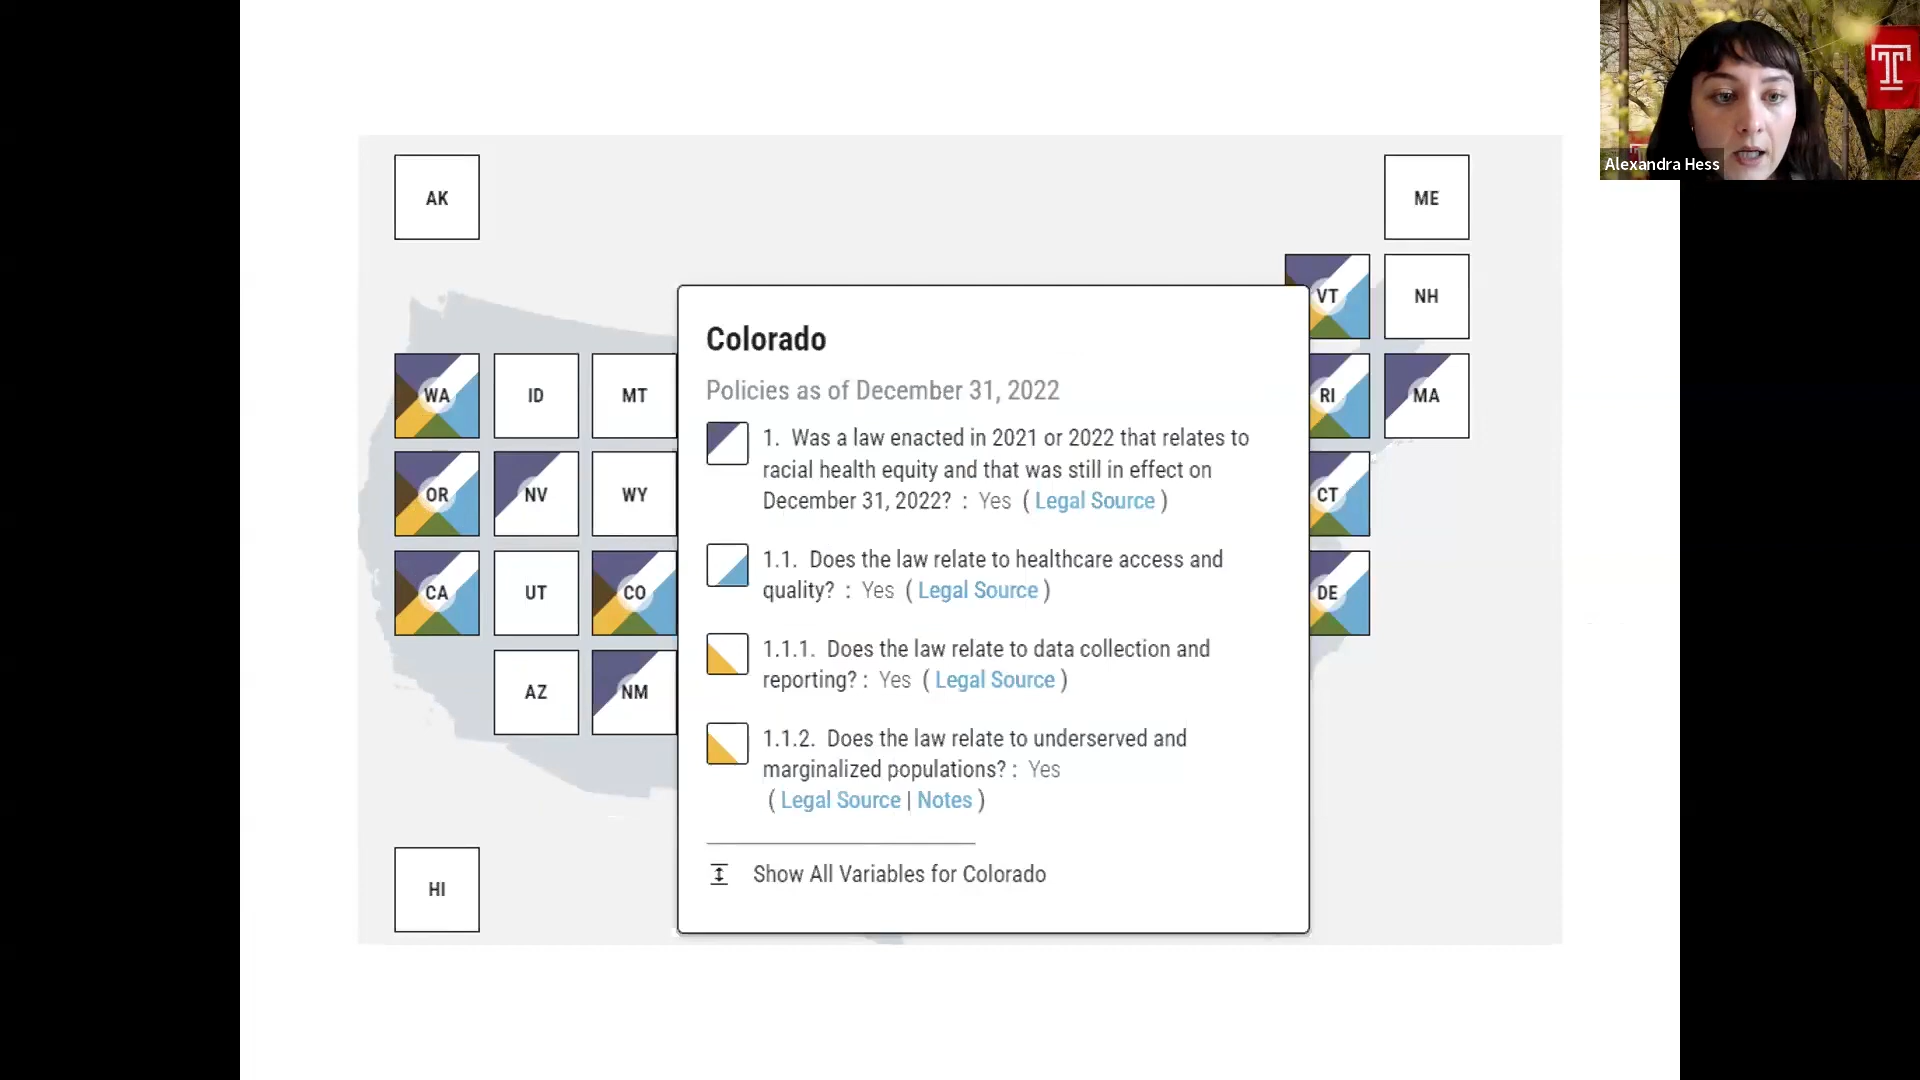 AK
ME
VT
NH
WA
ID
MT
RI
MA
OR
NV
WY
CT
CA
UT
CO
DE
AZ
NM
HI
Colorado
Policies as of December 31, 2022
1. Was a law enacted in 2021 or 2022 that relates to
racial health equity and that was still in effect on
December 31, 2022? : Yes ( Legal Source )
1.1. Does the law relate to healthcare access and
quality? : Yes ( Legal Source )
1.1.1. Does the law relate to data collection and
reporting? : Yes ( Legal Source )
1.1.2. Does the law relate to underserved and
marginalized populations? : Yes
( Legal Source | Notes )
Show All Variables for Colorado
Alexandra Hess
T